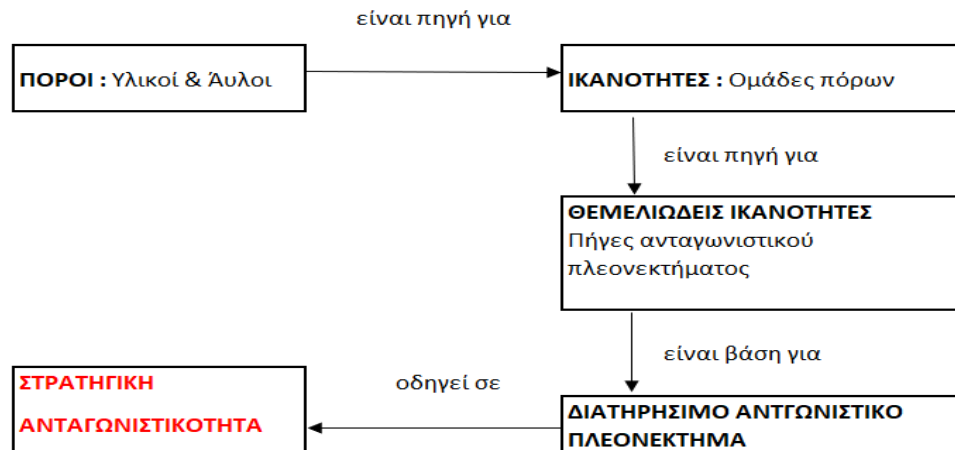 είναι πηγή για
ΠΟΡΟΙ : Υλικοί & Άυλοι
ΙΚΑΝΟΤΗΤΕΣ : Ομάδες πόρων
είναι πηγή για
ΘΕΜΕΛΙΩΔΕΙΣ ΙΚΑΝΟΤΗΤΕΣ
Πήγες ανταγωνιστικού
πλεονεκτήματος
είναι βάση για
οδηγεί σε
ΣΤΡΑΤΗΓΙΚΗ
ΑΝΤΑΓΩΝΙΣΤΙΚΟΤΗΤΑ
ΔΙΑΤΗΡΗΣΙΜΟ ΑΝΤΓΩΝΙΣΤΙΚΟ
ΠΛΕΟΝΕΚΤΗΜΑ